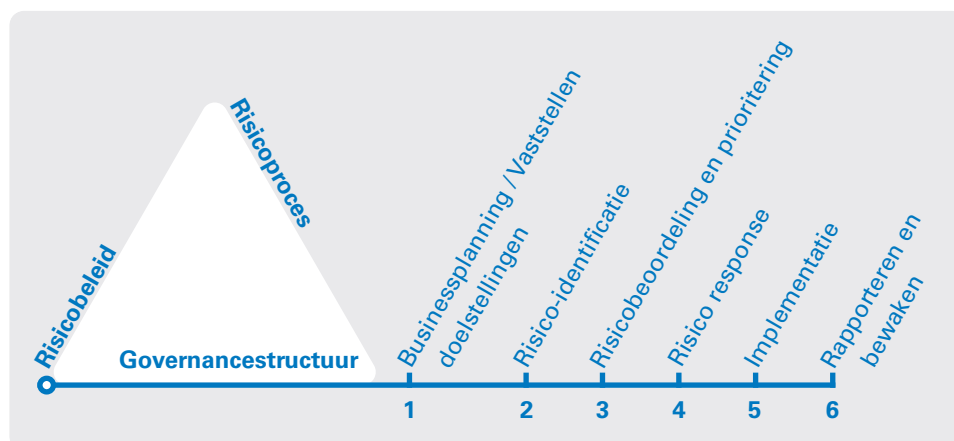 Risicobeleid
Risicoproces
Governancestructuur
Businessplanning / Vaststellen
doelstellingen
Risico-identificatie
Risicobeoordeling en prioritering
Risico response
Implementatie
Rapporteren en
bewaken
1
2
3
4
5
6